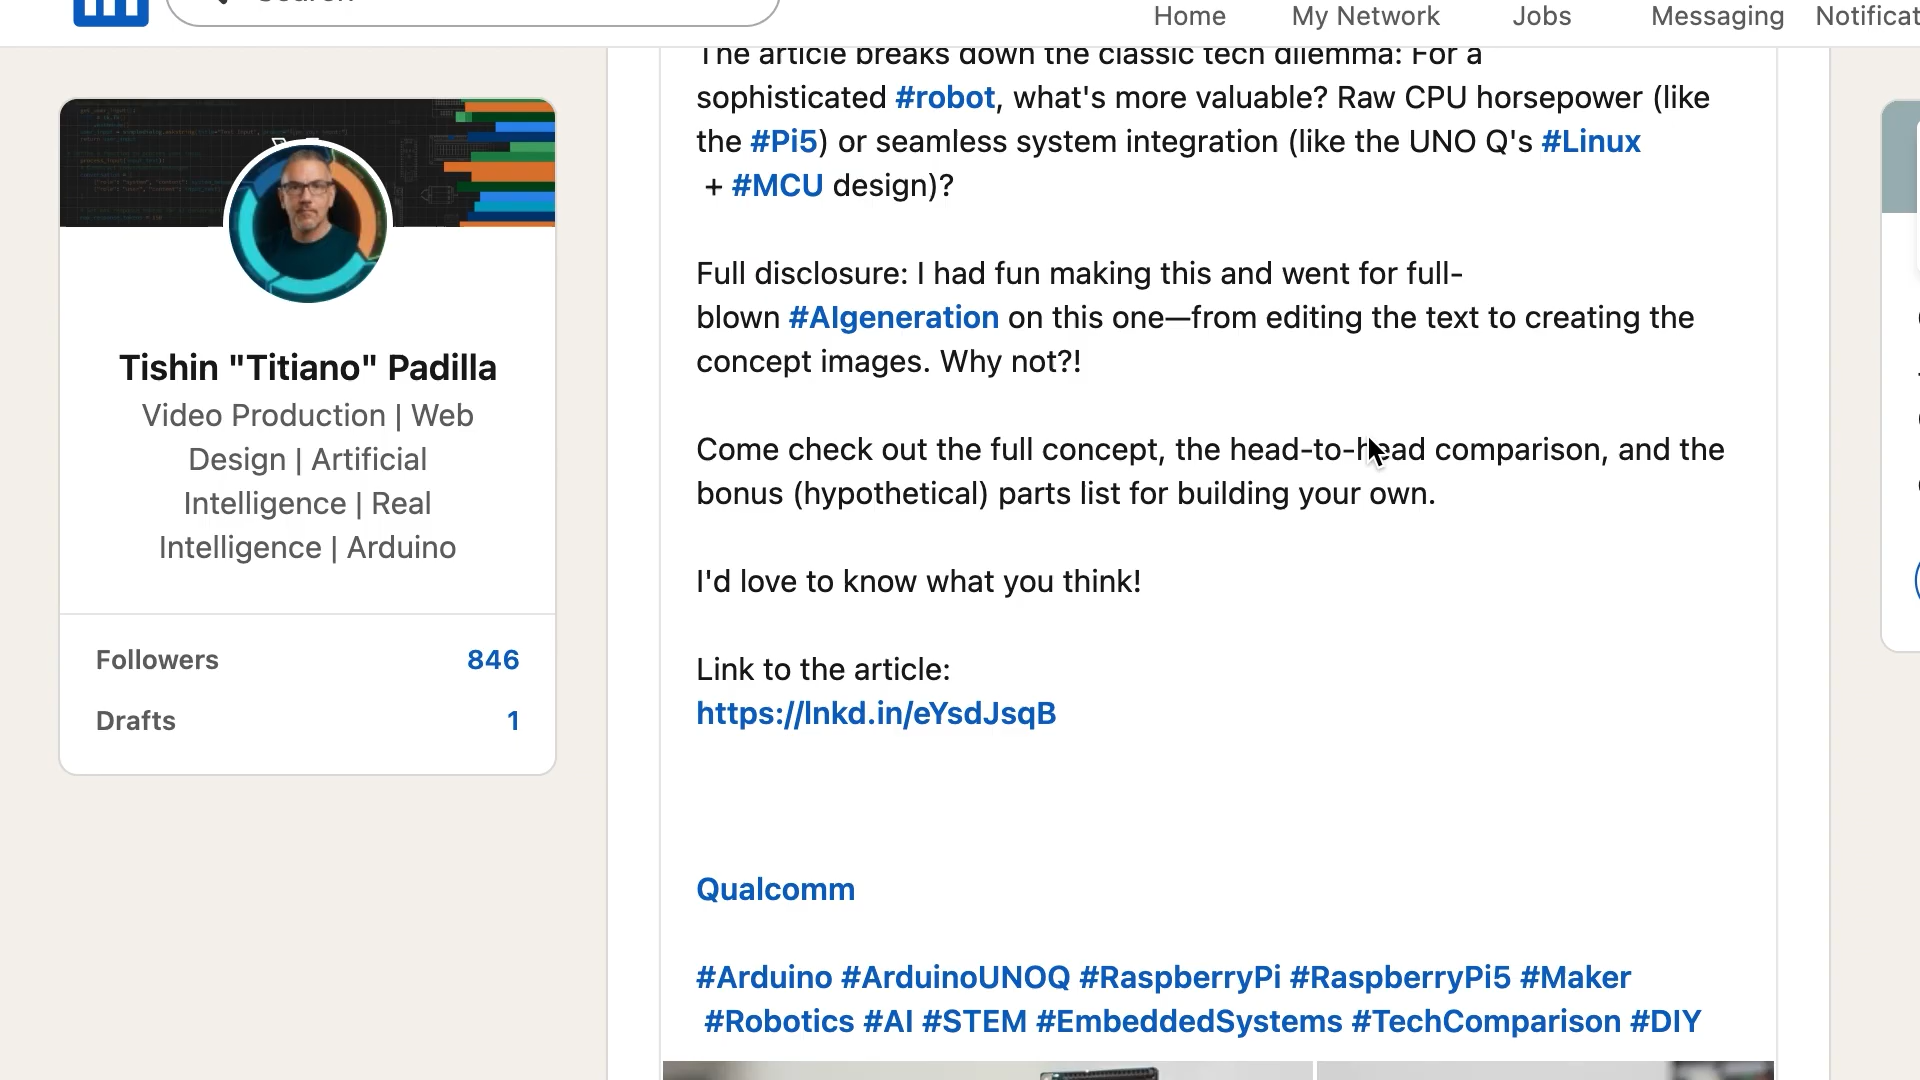 Home
My Network
Jobs
Messaging
The article breaks down the classic tech dilemma: For a
sophisticated #robot, what's more valuable? Raw CPU horsepower (like
the #Pi5) or seamless system integration (like the UNO Q's #Linux
+ #MCU design)?
Full disclosure: I had fun making this and went for full-
blown #AIgeneration on this one—from editing the text to creating the
concept images. Why not?!
Come check out the full concept, the head-to-head comparison, and the
bonus (hypothetical) parts list for building your own.
I'd love to know what you think!
Link to the article:
https://lnkd.in/eYsdJsqB
Qualcomm
#Arduino #ArduinoUNOQ #RaspberryPi #RaspberryPi5 #Maker
#Robotics #AI #STEM #EmbeddedSystems #TechComparison #DIY
Tishin "Titiano" Padilla
Video Production | Web
Design | Artificial
Intelligence | Real
Intelligence | Arduino
Followers 846
Drafts 1